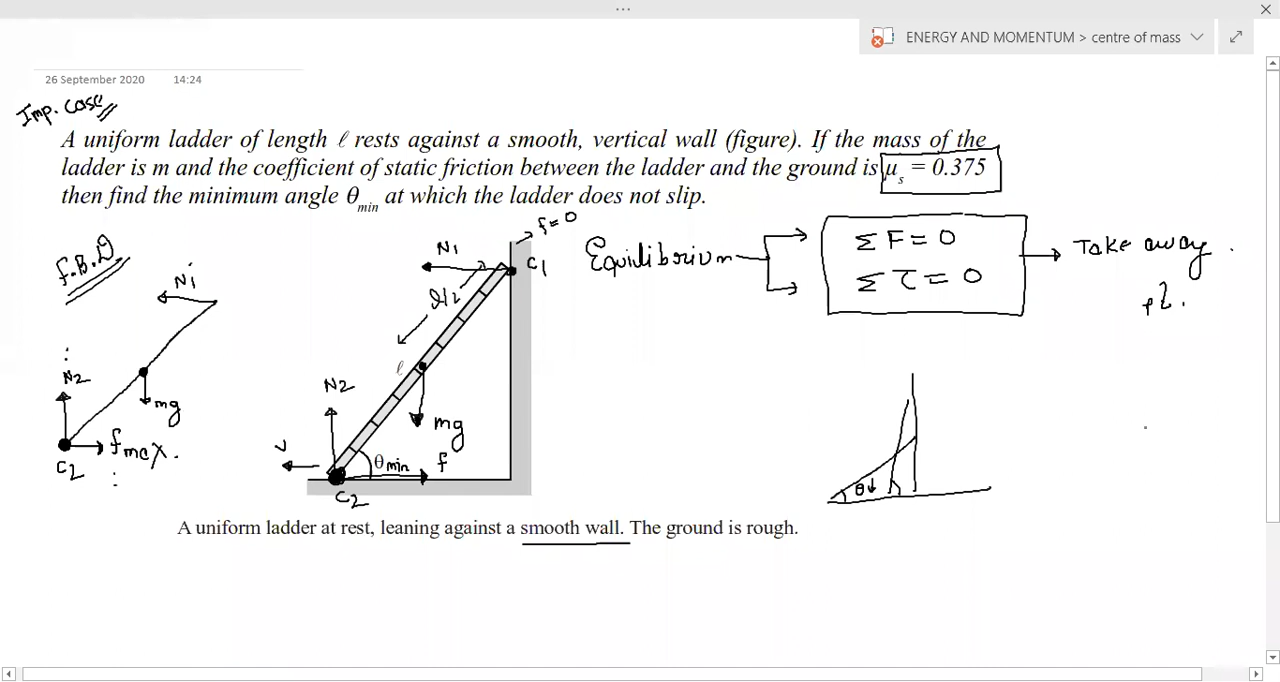 ENERGY AND MOMENTUM > centre of mass
26 September 2020 14:24
Imp. Case
A uniform ladder of length ℓ rests against a smooth, vertical wall (figure). If the mass of the
ladder is m and the coefficient of static friction between the ladder and the ground is μs = 0.375
then find the minimum angle θmin at which the ladder does not slip.
F.B.D
N1
mg
N2
fmax.
C2
f=0
N1
C1
l/2
ℓ
N2
mg
θmin
f
C2
Equilibrium
Σ F = 0
Σ τ = 0
Take away
pt.
θ↓
A uniform ladder at rest, leaning against a smooth wall. The ground is rough.